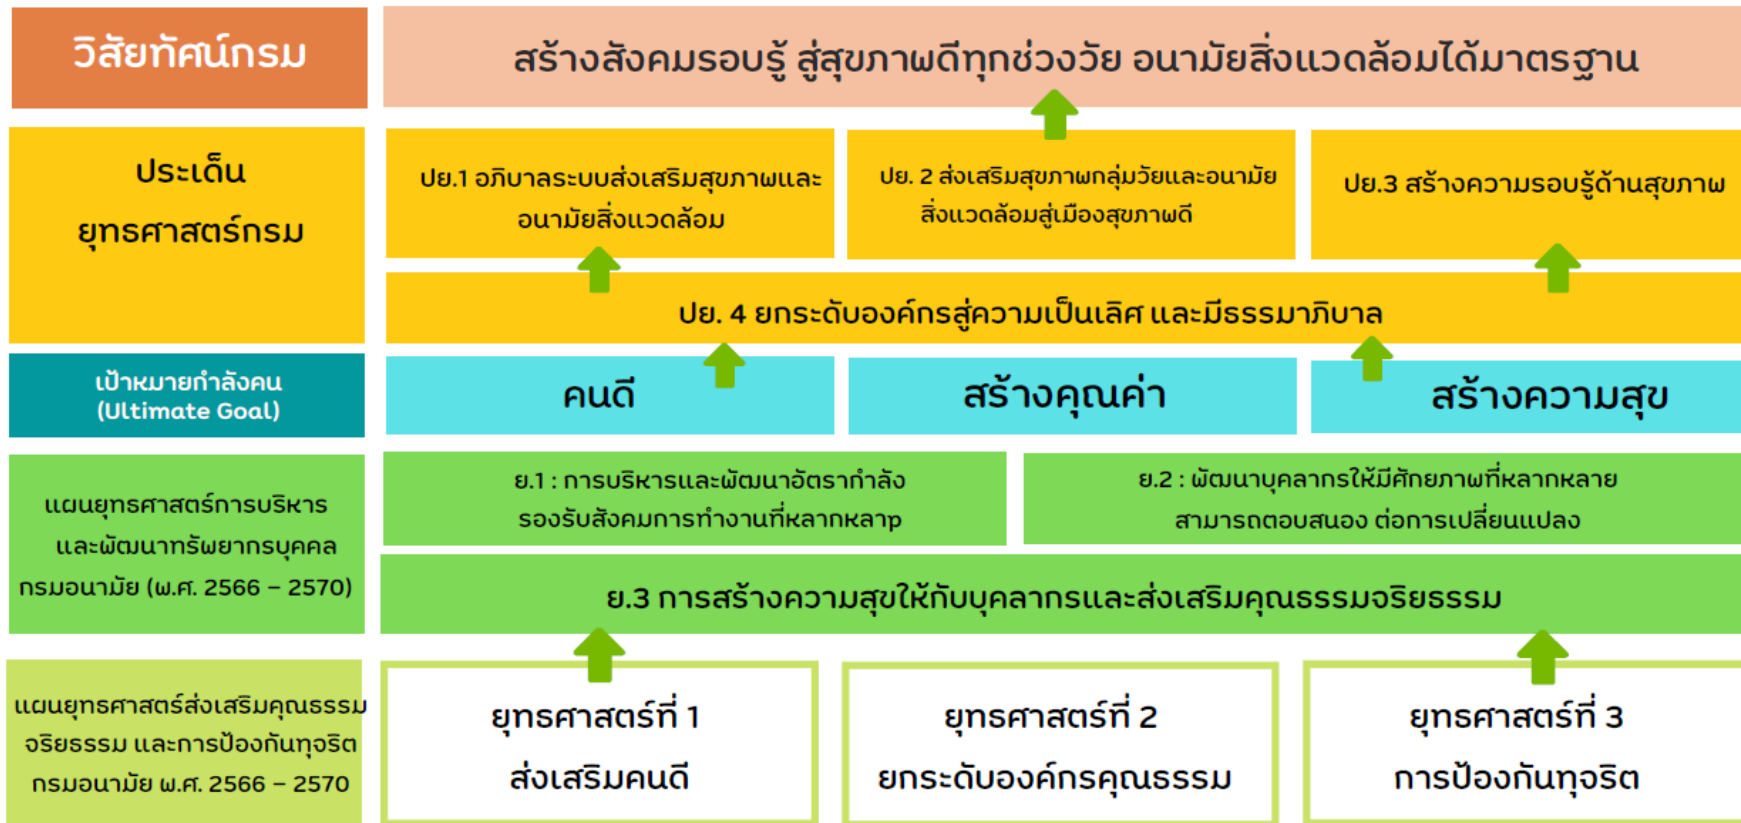 วิสัยทัศน์กรม
สร้างสังคมรอบรู้ สู่สุขภาพดีทุกช่วงวัย อนามัยสิ่งแวดล้อมได้มาตรฐาน
ประเด็น
ยุทธศาสตร์กรม
ปย.1 อภิบาลระบบส่งเสริมสุขภาพและ
อนามัยสิ่งแวดล้อม
ปย. 2 ส่งเสริมสุขภาพกลุ่มวัยและอนามัย
สิ่งแวดล้อมสู่เมืองสุขภาพดี
ปย.3 สร้างความรอบรู้ด้านสุขภาพ
ปย. 4 ยกระดับองค์กรสู่ความเป็นเลิศ และมีธรรมาภิบาล
เป้าหมายกำลังคน
(Ultimate Goal)
คนดี
สร้างคุณค่า
สร้างความสุข
แผนยุทธศาสตร์การบริหาร
และพัฒนาทรัพยากรบุคคล
กรมอนามัย (พ.ศ. 2566 – 2570)
ย.1 : การบริหารและพัฒนาอัตรากำลัง
รองรับสังคมการทำงานที่หลากหลาp
ย.2 : พัฒนาบุคลากรให้มีศักยภาพที่หลากหลาย
สามารถตอบสนอง ต่อการเปลี่ยนแปลง
ย.3 การสร้างความสุขให้กับบุคลากรและส่งเสริมคุณธรรมจริยธรรม
แผนยุทธศาสตร์ส่งเสริมคุณธรรม
จริยธรรม และการป้องกันทุจริต
กรมอนามัย พ.ศ. 2566 – 2570
ยุทธศาสตร์ที่ 1
ส่งเสริมคนดี
ยุทธศาสตร์ที่ 2
ยกระดับองค์กรคุณธรรม
ยุทธศาสตร์ที่ 3
การป้องกันทุจริต